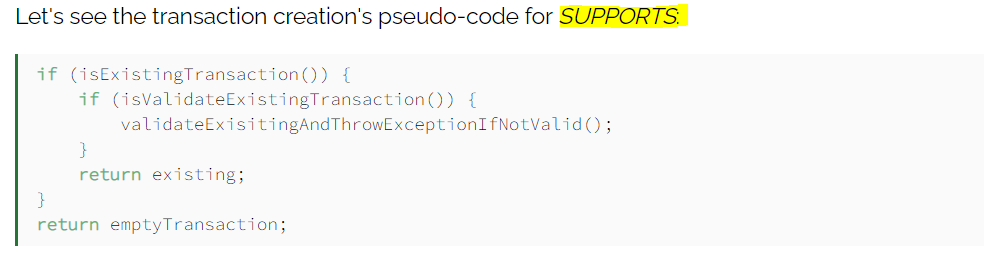 Let's see the transaction creation's pseudo-code for SUPPORTS:
if (isExistingTransaction()) {
    if (isValidateExistingTransaction()) {
        validateExisitingAndThrowExceptionIfNotValid();
    }
    return existing;
}
return emptyTransaction;